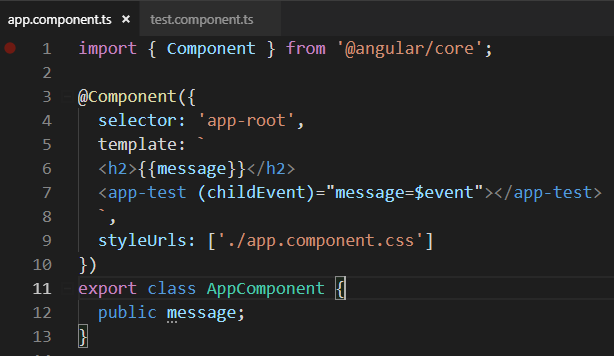 app.component.ts × test.component.ts
1 import { Component } from '@angular/core';
2
3 @Component({
4 selector: 'app-root',
5 template: `
6 <h2>{{message}}</h2>
7 <app-test (childEvent)="message=$event"></app-test>
8 `,
9 styleUrls: ['./app.component.css']
10 })
11 export class AppComponent {
12 public message;
13 }